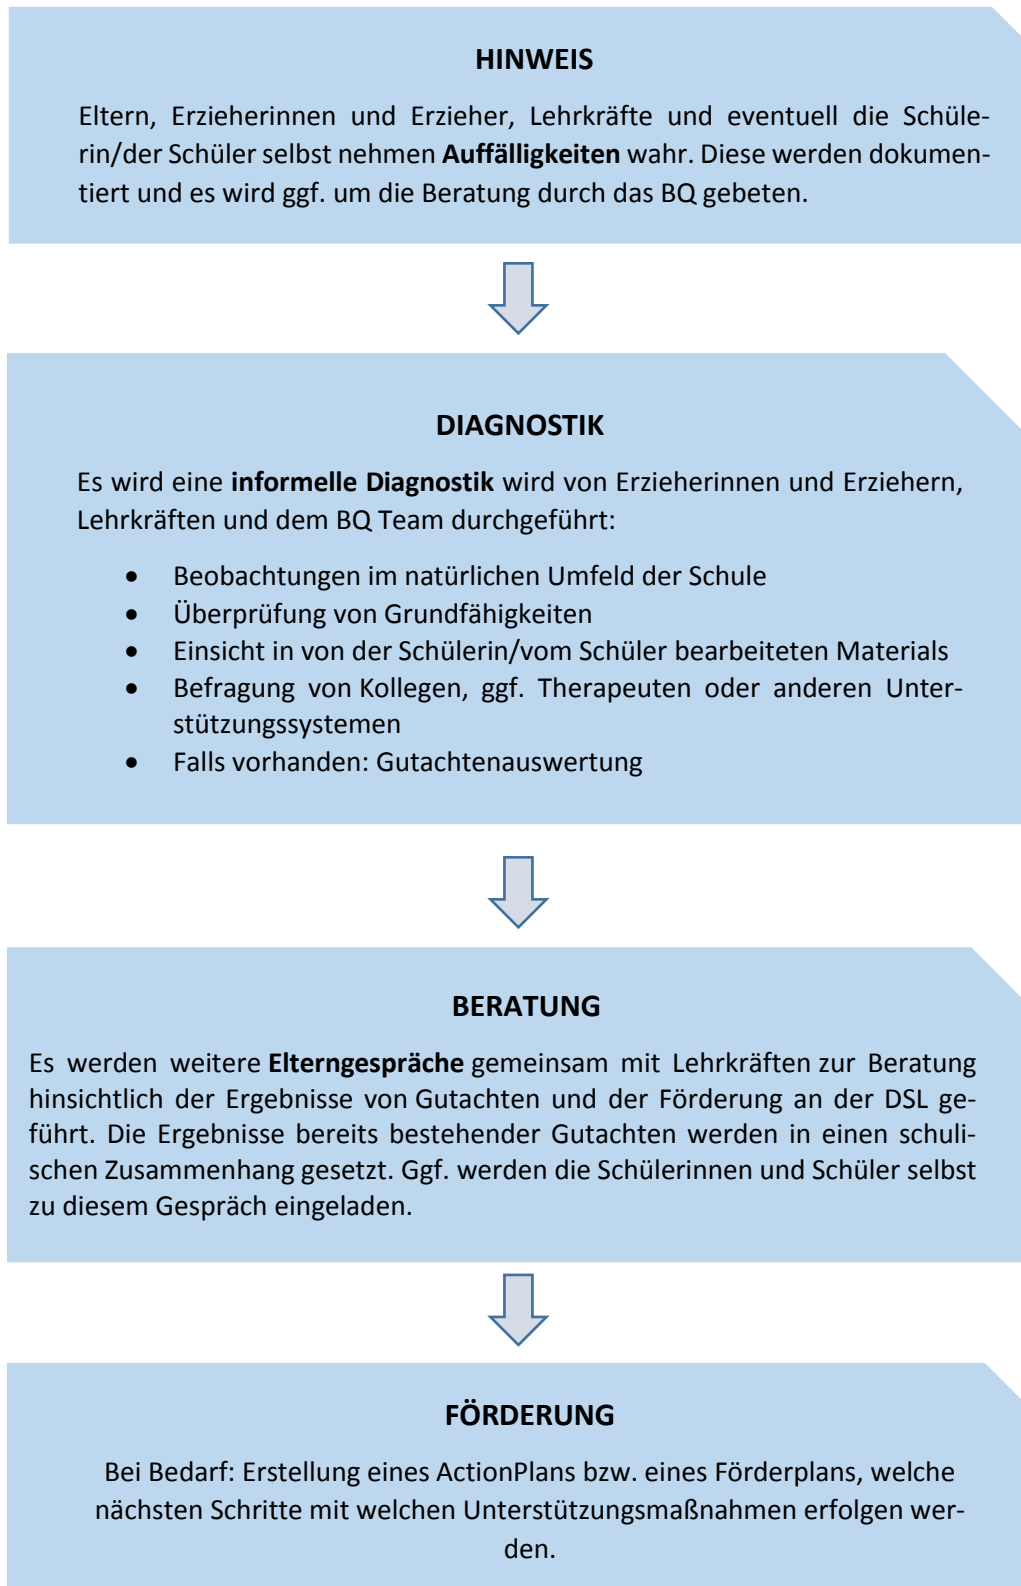 HINWEIS
Eltern, Erzieherinnen und Erzieher, Lehrkräfte und eventuell die Schüle-
rin/der Schüler selbst nehmen Auffälligkeiten wahr. Diese werden dokumen-
tiert und es wird ggf. um die Beratung durch das BQ gebeten.
DIAGNOSTIK
Es wird eine informelle Diagnostik wird von Erzieherinnen und Erziehern,
Lehrkräften und dem BQ Team durchgeführt:
• Beobachtungen im natürlichen Umfeld der Schule
• Überprüfung von Grundfähigkeiten
• Einsicht in von der Schülerin/vom Schüler bearbeiteten Materials
• Befragung von Kollegen, ggf. Therapeuten oder anderen Unter-
stützungssystemen
• Falls vorhanden: Gutachtenauswertung
BERATUNG
Es werden weitere Elterngespräche gemeinsam mit Lehrkräften zur Beratung
hinsichtlich der Ergebnisse von Gutachten und der Förderung an der DSL ge-
führt. Die Ergebnisse bereits bestehender Gutachten werden in einen schuli-
schen Zusammenhang gesetzt. Ggf. werden die Schülerinnen und Schüler selbst
zu diesem Gespräch eingeladen.
FÖRDERUNG
Bei Bedarf: Erstellung eines ActionPlans bzw. eines Förderplans, welche
nächsten Schritte mit welchen Unterstützungsmaßnahmen erfolgen wer-
den.